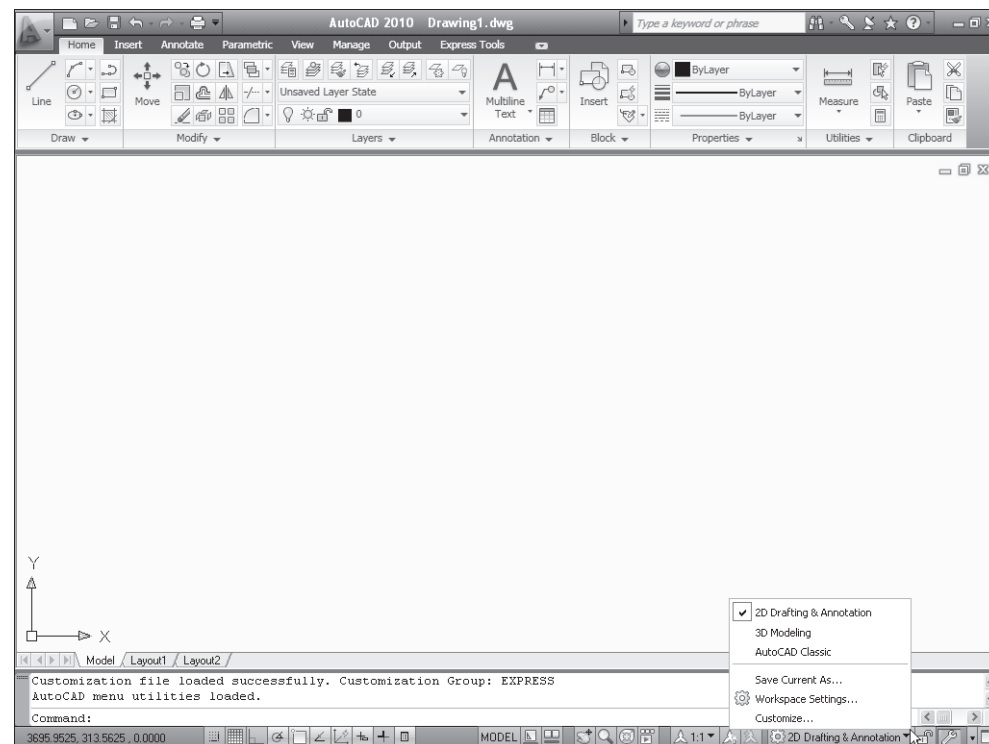 AutoCAD 2010 Drawing1.dwg
Type a keyword or phrase
Home Insert Annotate Parametric View Manage Output Express Tools
Line
Move
Unsaved Layer State
0
Multiline Text
Insert
ByLayer
ByLayer
ByLayer
Measure
Paste
Draw Modify Layers Annotation Block Properties Utilities Clipboard
Y
X
2D Drafting & Annotation
3D Modeling
AutoCAD Classic
Save Current As...
Workspace Settings...
Customize...
Model Layout1 Layout2
Customization file loaded successfully. Customization Group: EXPRESS
AutoCAD menu utilities loaded.
Command:
3695.9525, 313.5625, 0.0000 MODEL 1:1 2D Drafting & Annotation